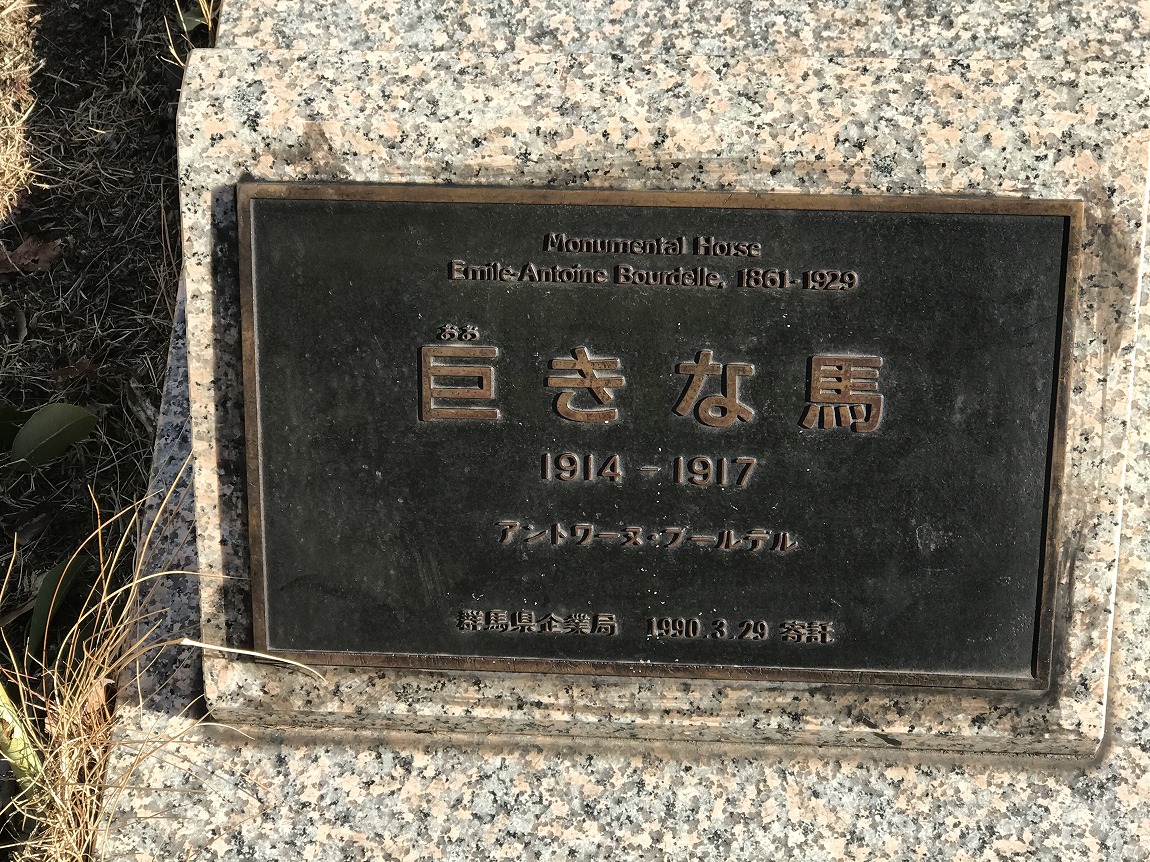 Monumental Horse
Emile-Antoine Bourdelle, 1861-1929
おお
巨きな馬
1914-1917
アントワーヌ・ブールデル
群馬県企業局 1990.3.29 寄託